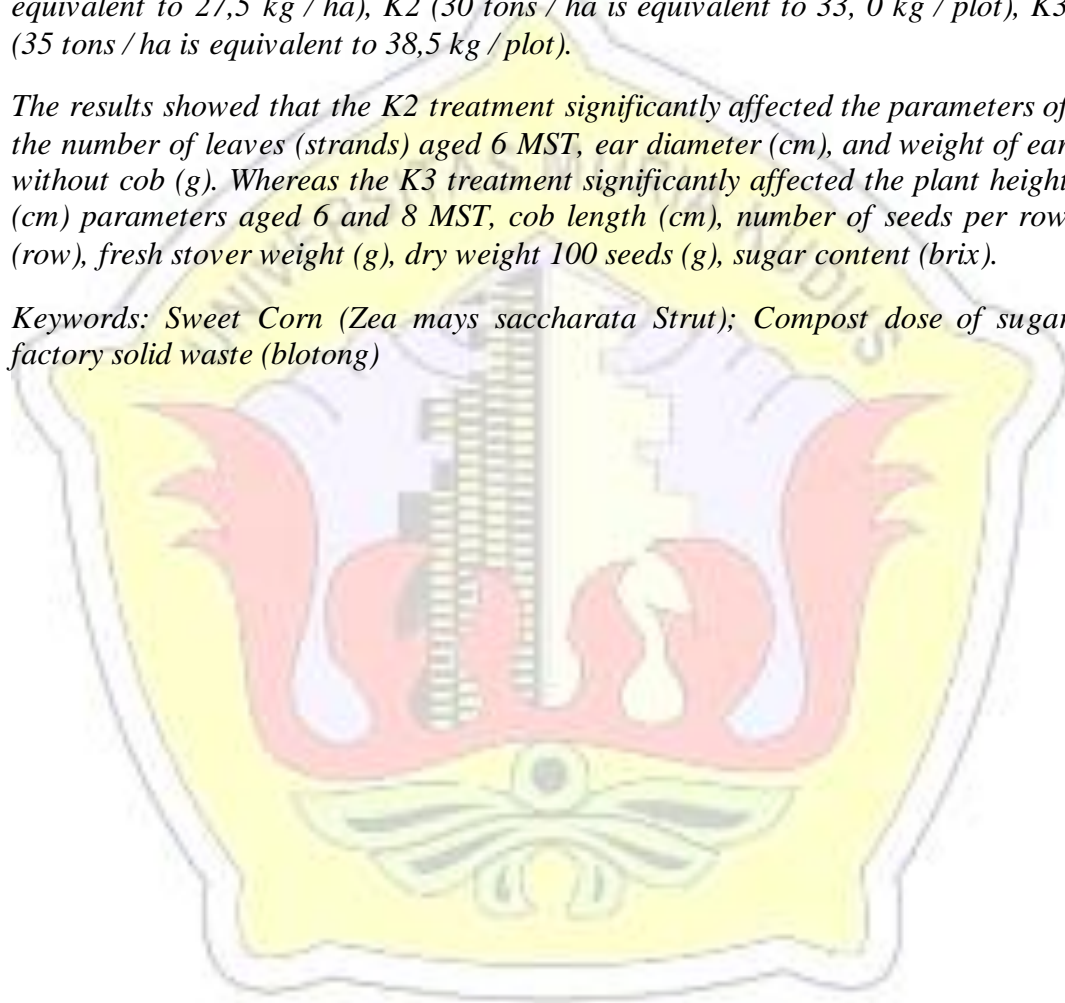 equivalent to 27,5 kg / ha), K2 (30 tons / ha is equivalent to 33, 0 kg / plot), K3
(35 tons / ha is equivalent to 38,5 kg / plot).
The results showed that the K2 treatment significantly affected the parameters of
the number of leaves (strands) aged 6 MST, ear diameter (cm), and weight of ear
without cob (g). Whereas the K3 treatment significantly affected the plant height
(cm) parameters aged 6 and 8 MST, cob length (cm), number of seeds per row
(row), fresh stover weight (g), dry weight 100 seeds (g), sugar content (brix).
Keywords: Sweet Corn (Zea mays saccharata Strut); Compost dose of sugar
factory solid waste (blotong)
UNIVERSITAS MURIA KUDUS